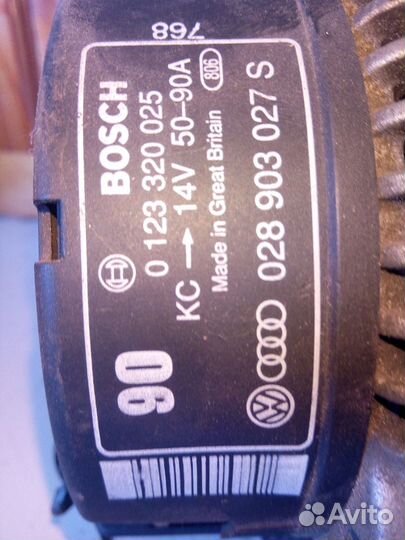 768
BOSCH
0 123 320 025
KC → 14V 50-90A
806
Made in Great Britain
90
028 903 027 S
Avito